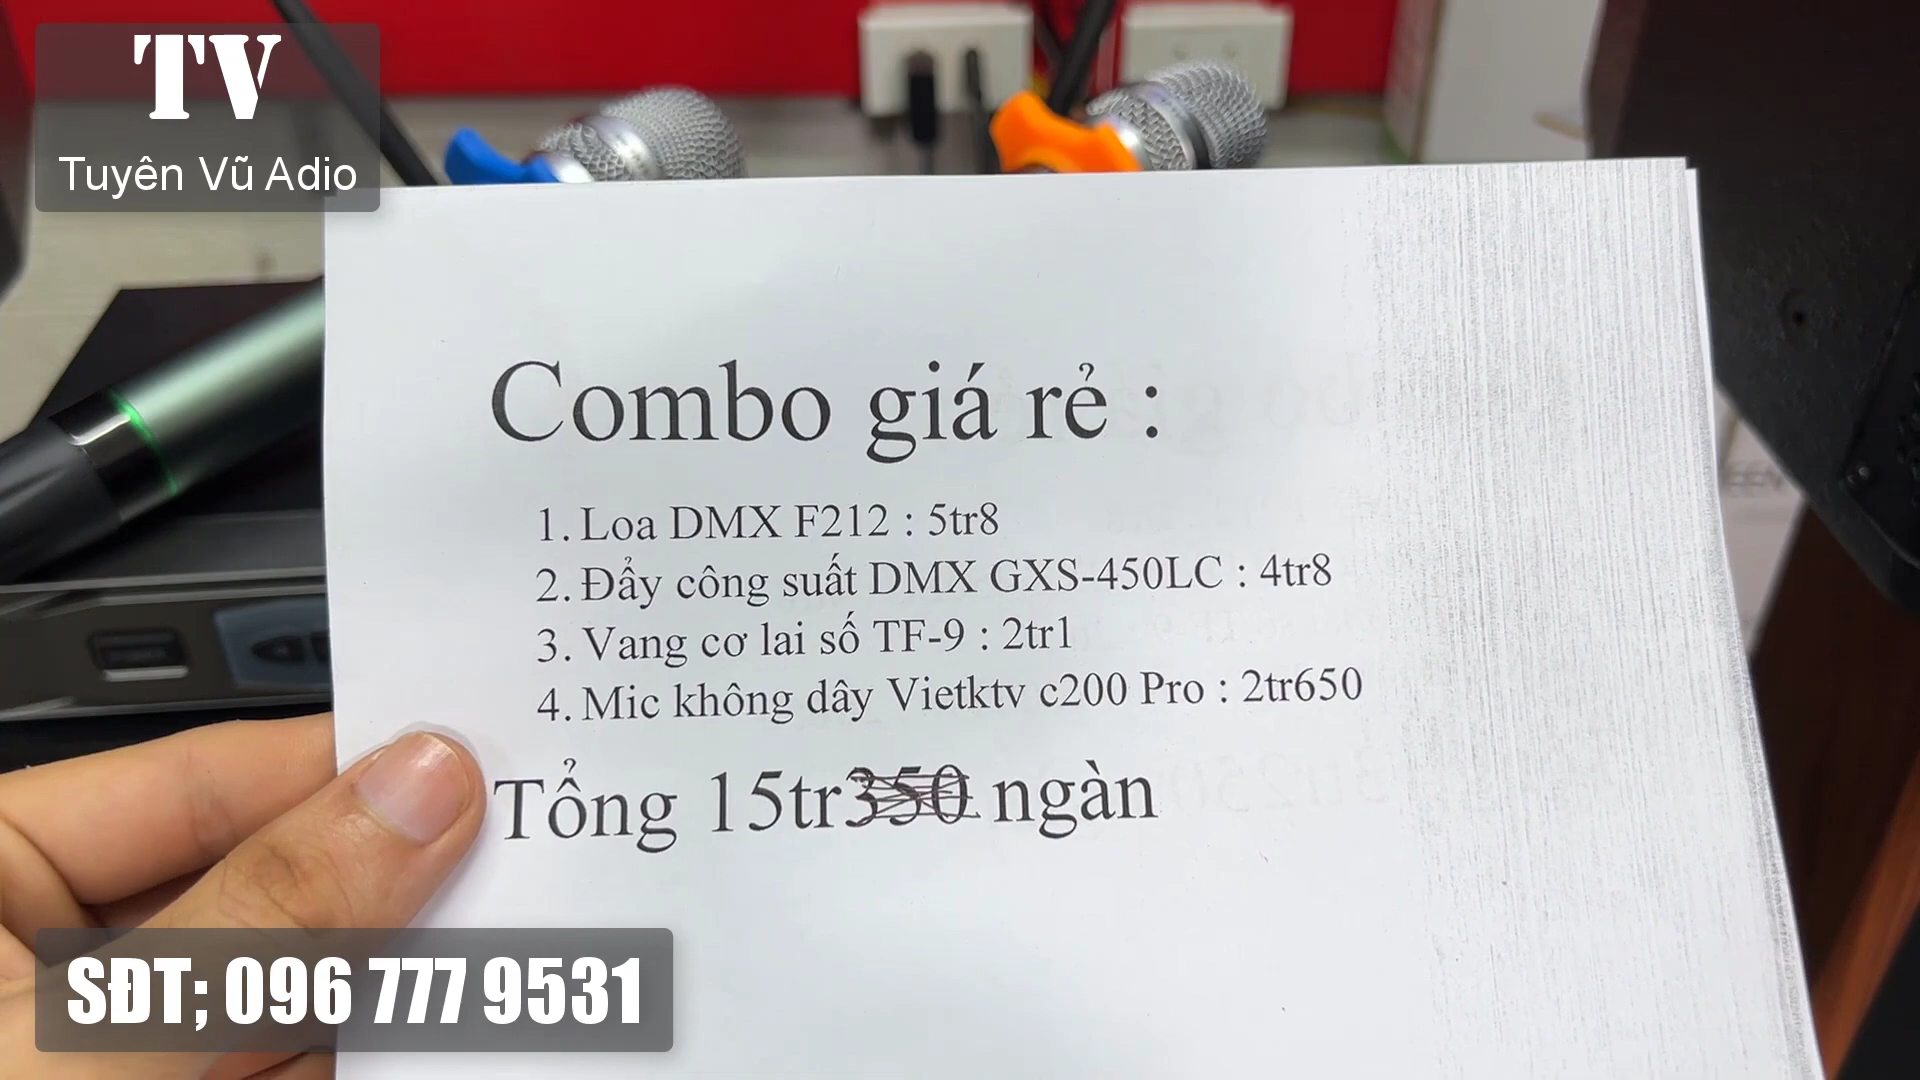 TV
Tuyên Vũ Adio
Combo giá rẻ :
1. Loa DMX F212 : 5tr8
2. Đẩy công suất DMX GXS-450LC : 4tr8
3. Vang cơ lai số TF-9 : 2tr1
4. Mic không dây Vietktv c200 Pro : 2tr650
Tổng 15tr350 ngàn
SĐT; 096 777 9531